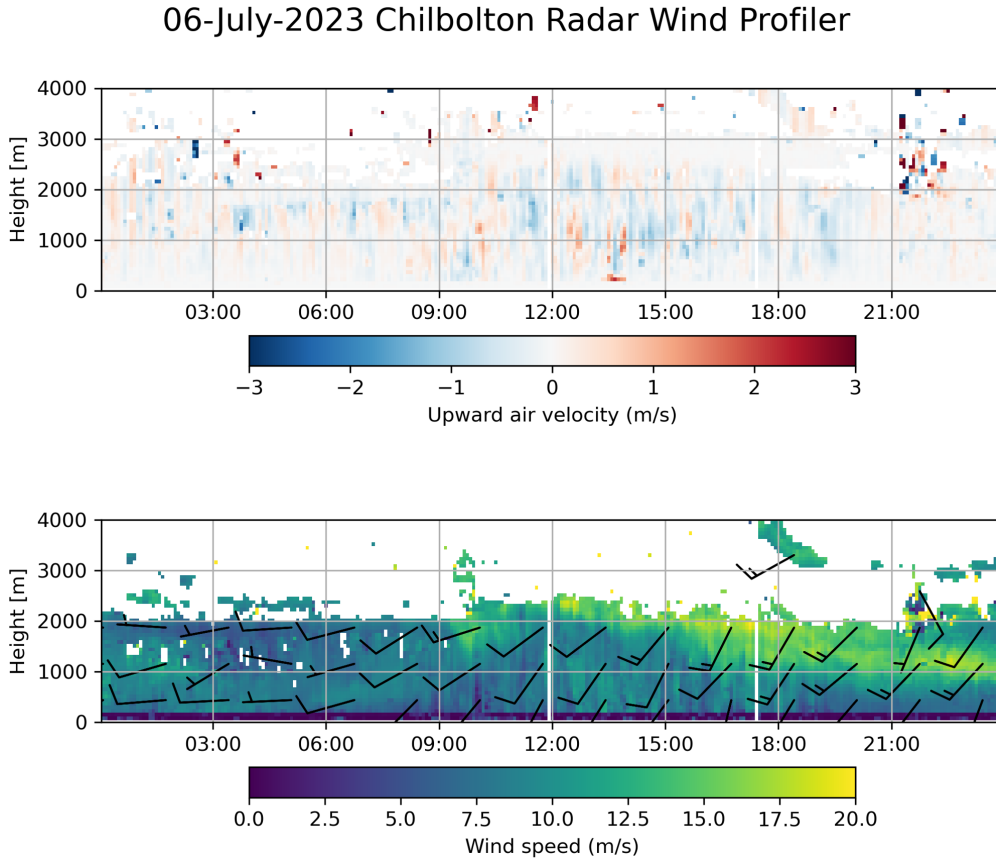 06-July-2023 Chilbolton Radar Wind Profiler
4000
3000
2000
1000
0
Height [m]
03:00 06:00 09:00 12:00 15:00 18:00 21:00
−3 −2 −1 0 1 2 3
Upward air velocity (m/s)
4000
3000
2000
1000
0
Height [m]
03:00 06:00 09:00 12:00 15:00 18:00 21:00
0.0 2.5 5.0 7.5 10.0 12.5 15.0 17.5 20.0
Wind speed (m/s)